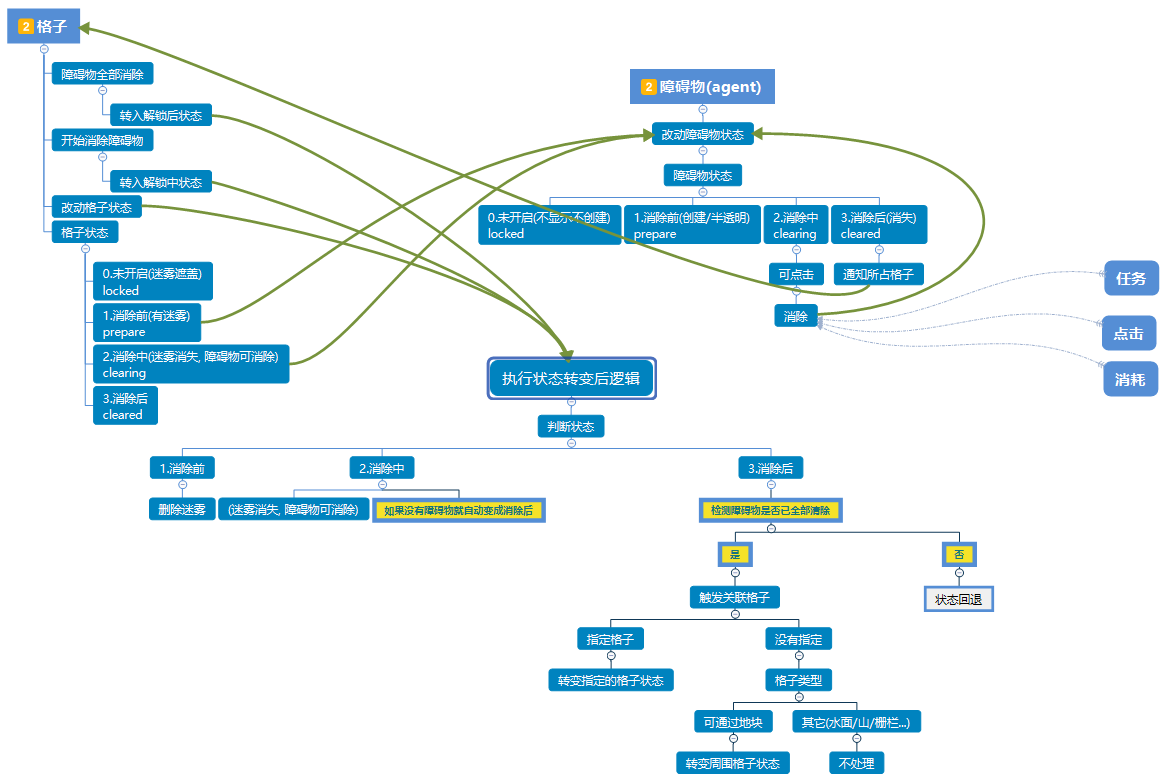 2 格子
障碍物全部消除
转入解锁后状态
开始消除障碍物
转入解锁中状态
改动格子状态
格子状态
0.未开启(迷雾遮盖)
locked
1.消除前(有迷雾)
prepare
2.消除中(迷雾消失, 障碍物可消除)
clearing
3.消除后
cleared
2 障碍物(agent)
改动障碍物状态
障碍物状态
0.未开启(不显示不创建)
locked
1.消除前(创建/半透明)
prepare
2.消除中
clearing
3.消除后(消失)
cleared
可点击
通知所占格子
消除
任务
点击
消耗
执行状态转变后逻辑
判断状态
1.消除前
2.消除中
3.消除后
删除迷雾
(迷雾消失, 障碍物可消除)
如果没有障碍物就自动变成消除后
检测障碍物是否已全部清除
是
否
触发关联格子
状态回退
指定格子
没有指定
转变指定的格子状态
格子类型
可通过地块
其它(水面/山/栅栏...)
转变周围格子状态
不处理